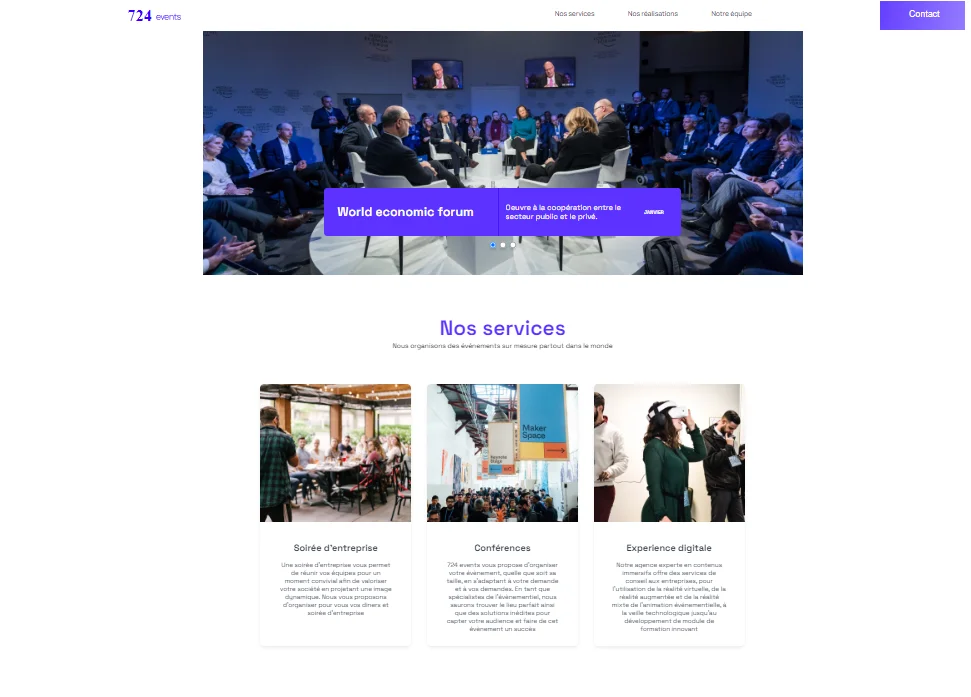 724 events
Nos services
Nos réalisations
Notre équipe
Contact
World economic forum
Oeuvre à la coopération entre le
secteur public et le privé.
JANVIER
Nos services
Nous organisons des événements sur mesure partout dans le monde
Maker
Space
Soirée d'entreprise
Une soirée d'entreprise vous permet
de réunir vos équipes pour un
moment convivial afin de valoriser
votre société en projetant une image
dynamique. Nous vous proposons
d'organiser pour vous vos diners et
soirée d'entreprise
Conférences
724 events vous propose d'organiser
votre évènement, quelle que soit sa
taille, en s'adaptant à votre demande
et à vos demandes. En tant que
spécialistes de l'évènementiel, nous
saurons trouver le lieu parfait ainsi
que des solutions inédites pour
capter votre audience et faire de cet
évènement un succès
Experience digitale
Notre agence experte en contenus
immersifs offre des services de
conseil aux entreprises, pour
l'utilisation de la réalité virtuelle, de la
réalité augmentée et de la réalité
mixte de l'animation événementielle, à
la veille technologique jusqu'au
développement de module de
formation innovant